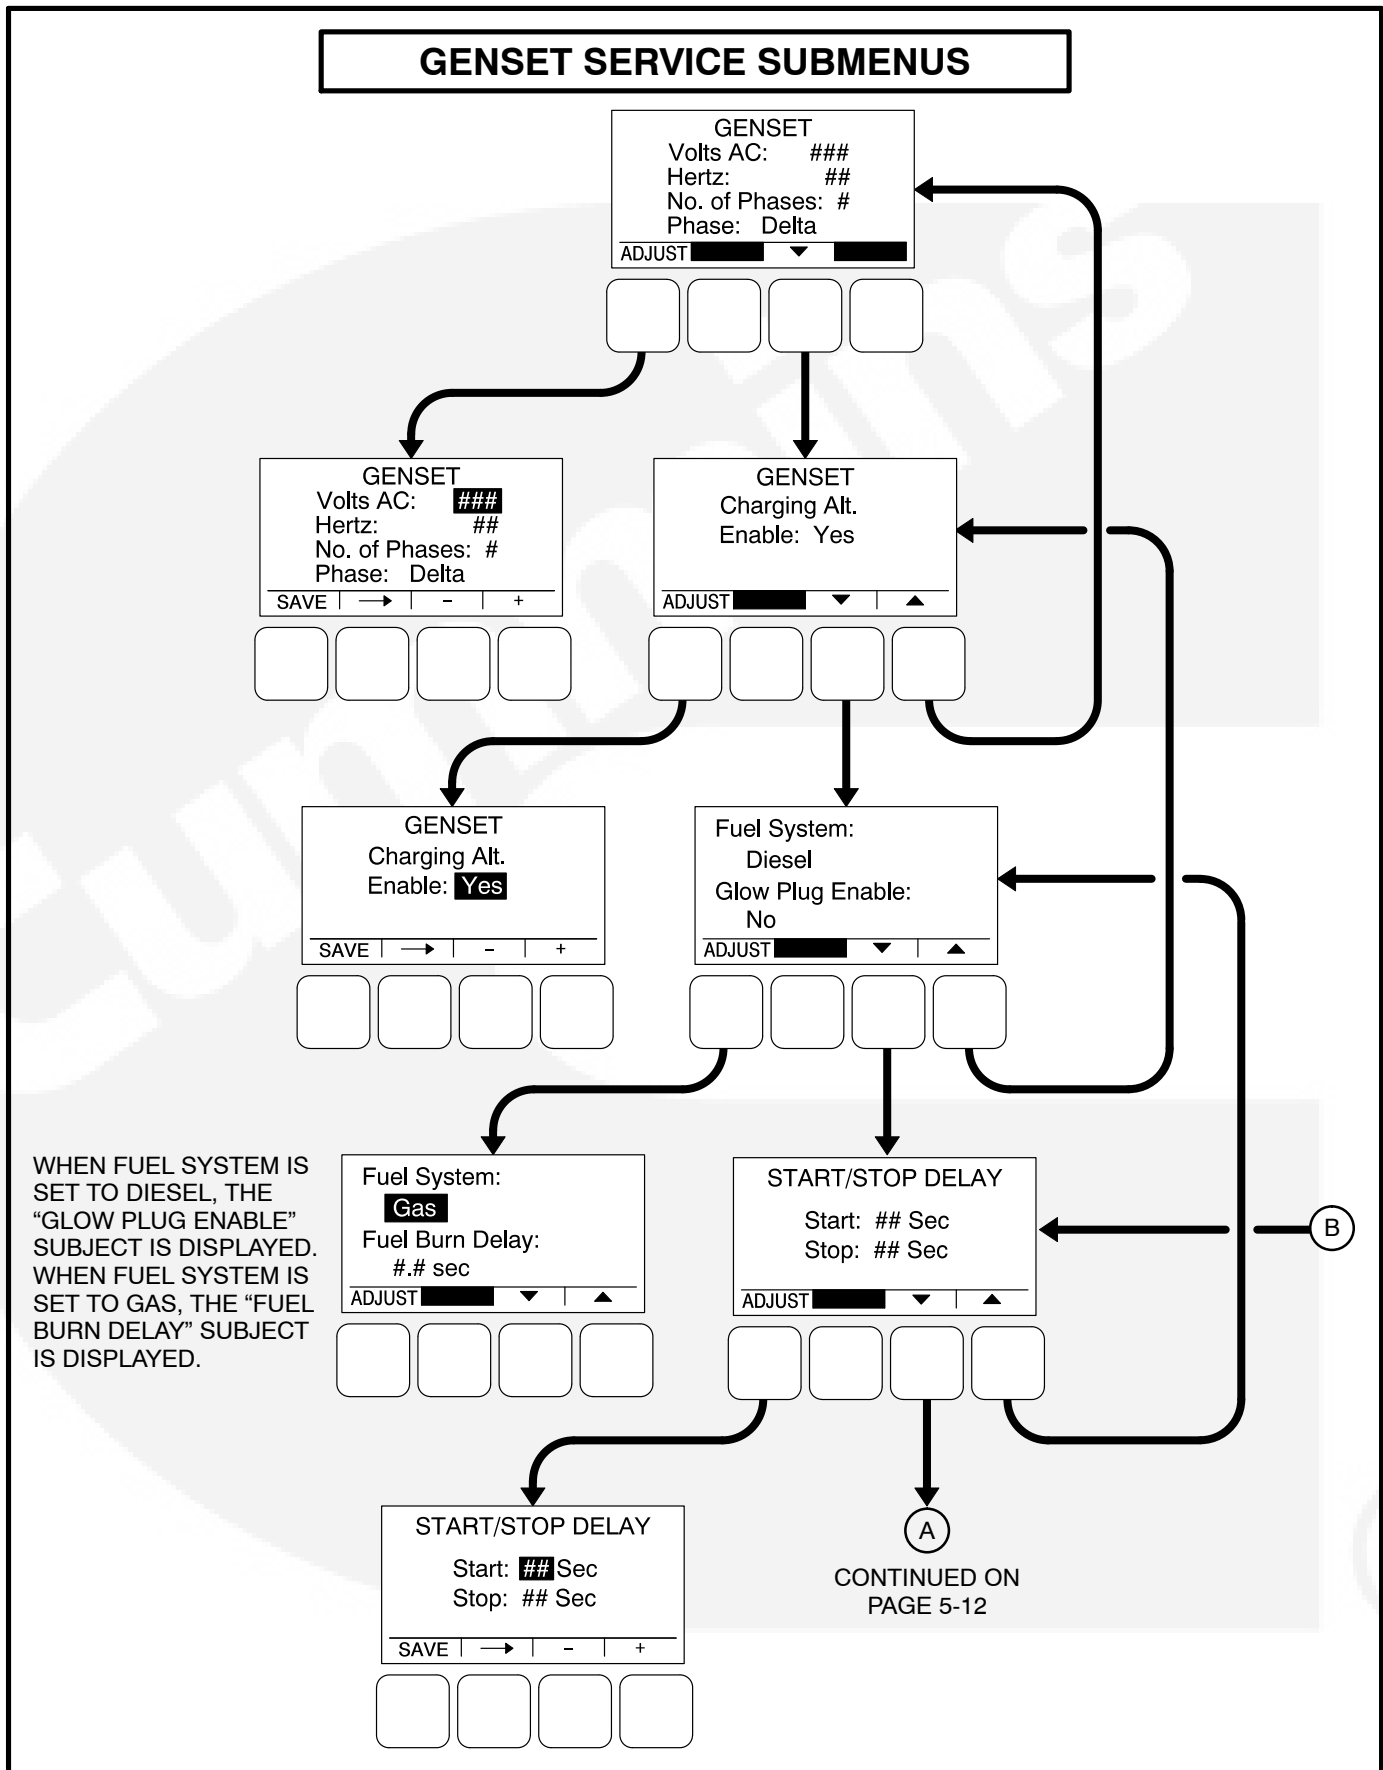 GENSET SERVICE SUBMENUS
GENSET
Volts AC: ###
Hertz: ##
No. of Phases: #
Phase: Delta
ADJUST ▼
GENSET
Volts AC: ###
Hertz: ##
No. of Phases: #
Phase: Delta
SAVE → - +
GENSET
Charging Alt.
Enable: Yes
ADJUST ▼ ▲
GENSET
Charging Alt.
Enable: Yes
SAVE → - +
Fuel System:
Diesel
Glow Plug Enable:
No
ADJUST ▼ ▲
WHEN FUEL SYSTEM IS
SET TO DIESEL, THE
“GLOW PLUG ENABLE”
SUBJECT IS DISPLAYED.
WHEN FUEL SYSTEM IS
SET TO GAS, THE “FUEL
BURN DELAY” SUBJECT
IS DISPLAYED.
Fuel System:
Gas
Fuel Burn Delay:
#.# sec
ADJUST ▼ ▲
START/STOP DELAY
Start: ## Sec
Stop: ## Sec
ADJUST ▼ ▲
B
START/STOP DELAY
Start: ## Sec
Stop: ## Sec
SAVE → - +
A
CONTINUED ON
PAGE 5-12
Cummins